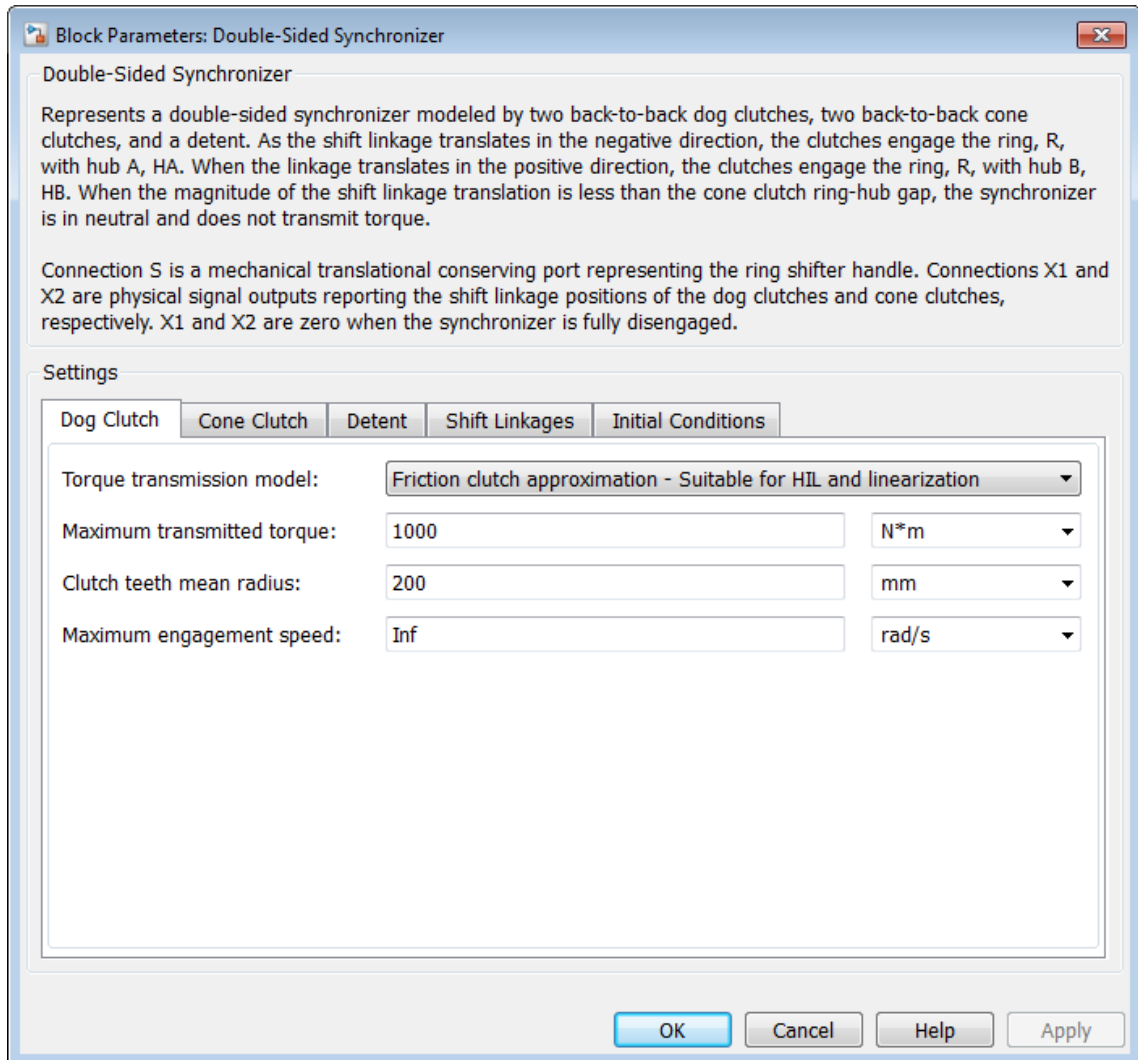 Block Parameters: Double-Sided Synchronizer
Double-Sided Synchronizer
Represents a double-sided synchronizer modeled by two back-to-back dog clutches, two back-to-back cone
clutches, and a detent. As the shift linkage translates in the negative direction, the clutches engage the ring, R,
with hub A, HA. When the linkage translates in the positive direction, the clutches engage the ring, R, with hub B,
HB. When the magnitude of the shift linkage translation is less than the cone clutch ring-hub gap, the synchronizer
is in neutral and does not transmit torque.
Connection S is a mechanical translational conserving port representing the ring shifter handle. Connections X1 and
X2 are physical signal outputs reporting the shift linkage positions of the dog clutches and cone clutches,
respectively. X1 and X2 are zero when the synchronizer is fully disengaged.
Settings
Dog Clutch Cone Clutch Detent Shift Linkages Initial Conditions
Torque transmission model: Friction clutch approximation - Suitable for HIL and linearization
Maximum transmitted torque: 1000 N*m
Clutch teeth mean radius: 200 mm
Maximum engagement speed: Inf rad/s
OK Cancel Help Apply